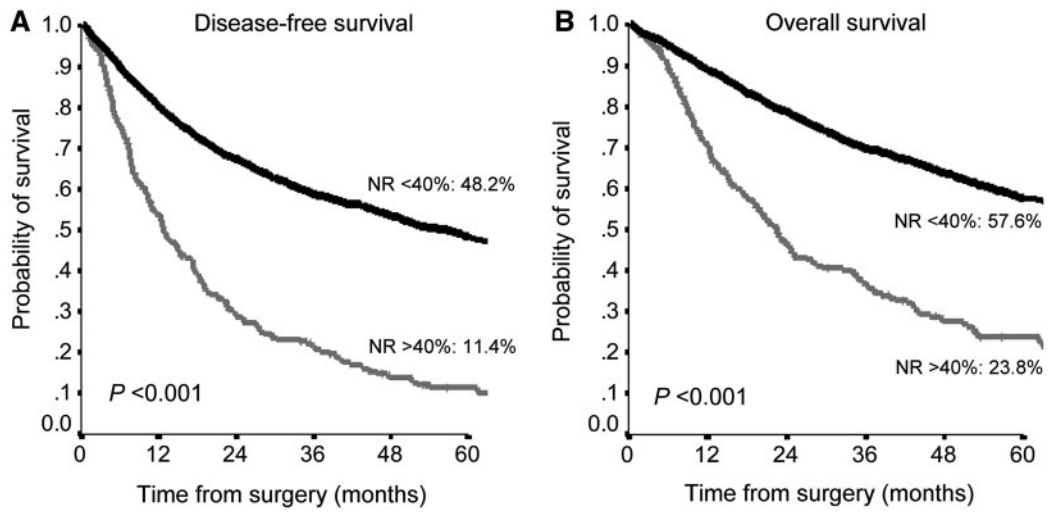 A
Disease-free survival
Probability of survival
1.0
.9
.8
.7
.6
.5
.4
.3
.2
.1
0.0
NR <40%: 48.2%
NR >40%: 11.4%
P <0.001
0 12 24 36 48 60
Time from surgery (months)
B
Overall survival
Probability of survival
1.0
.9
.8
.7
.6
.5
.4
.3
.2
.1
0.0
NR <40%: 57.6%
NR >40%: 23.8%
P <0.001
0 12 24 36 48 60
Time from surgery (months)